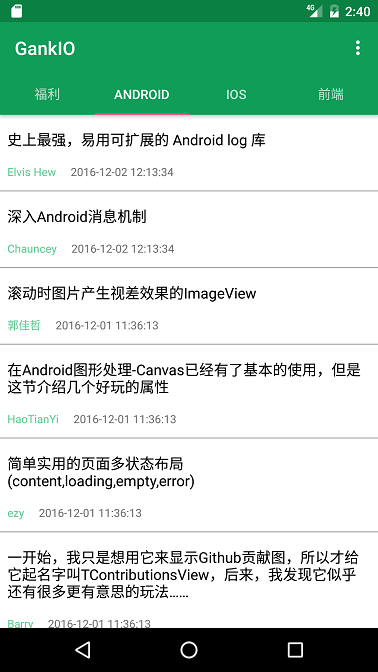 4G 2:40
GankIO
福利 ANDROID IOS 前端
史上最强，易用可扩展的 Android log 库
Elvis Hew 2016-12-02 12:13:34
深入Android消息机制
Chauncey 2016-12-02 12:13:34
滚动时图片产生视差效果的ImageView
郭佳哲 2016-12-01 11:36:13
在Android图形处理-Canvas已经有了基本的使用，但是
这节介绍几个好玩的属性
HaoTianYi 2016-12-01 11:36:13
简单实用的页面多状态布局
(content,loading,empty,error)
ezy 2016-12-01 11:36:13
一开始，我只是想用它来显示Github贡献图，所以才给
它起名字叫TContributionsView，后来，我发现它似乎
还有很多更有意思的玩法……
Barry 2016-12-01 11:36:13